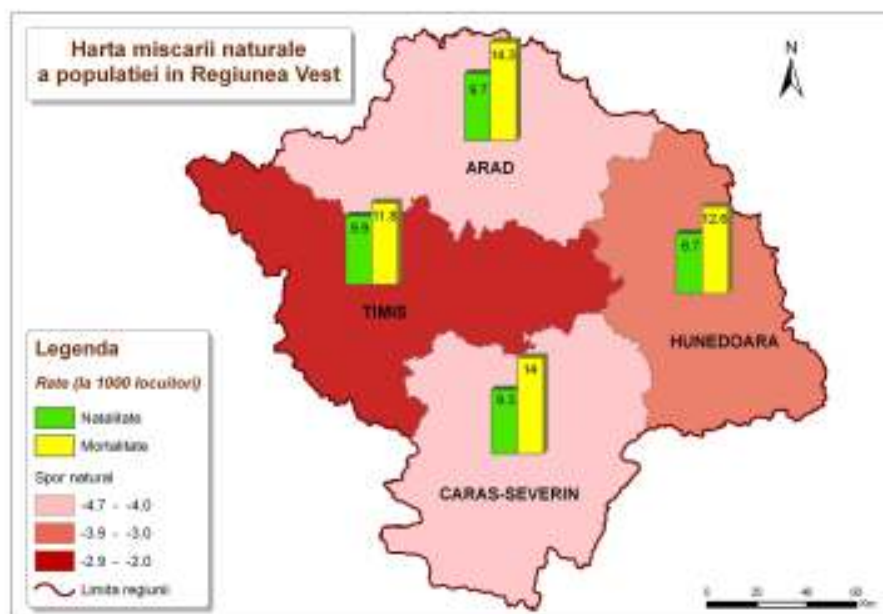 Harta miscarii naturale
a populatiei in Regiunea Vest
N
14.3
9.7
ARAD
11.8
9.9
TIMIS
12.6
8.7
HUNEDOARA
14
9.3
CARAS-SEVERIN
Legenda
Rate (la 1000 locuitori)
Natalitate
Mortalitate
Spor natural
-4.7 - -4.0
-3.9 - -3.0
-2.9 - -2.0
Limita regiunii
0 20 40 60